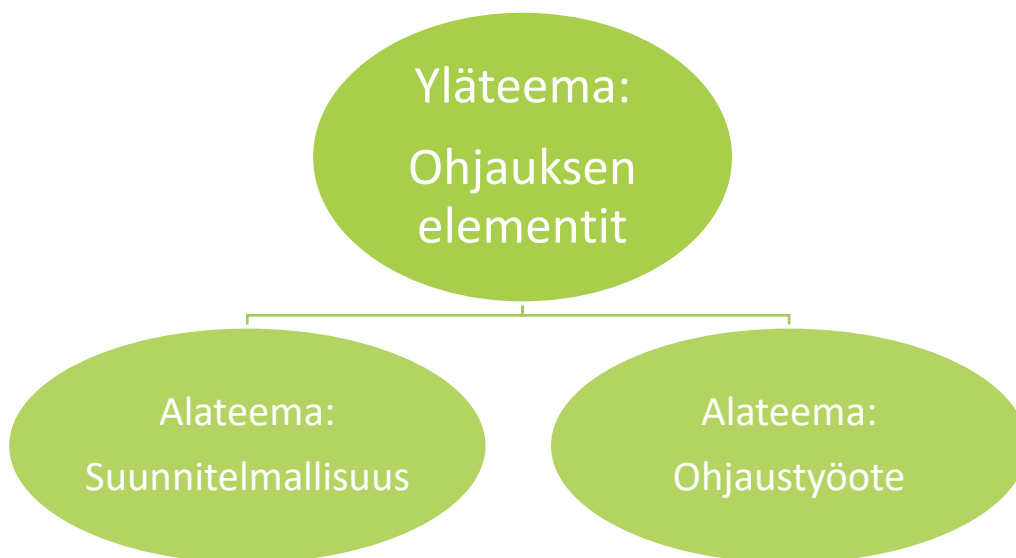 Yläteema:
Ohjauksen
elementit
Alateema:
Suunnitelmallisuus
Alateema:
Ohjaustyöote